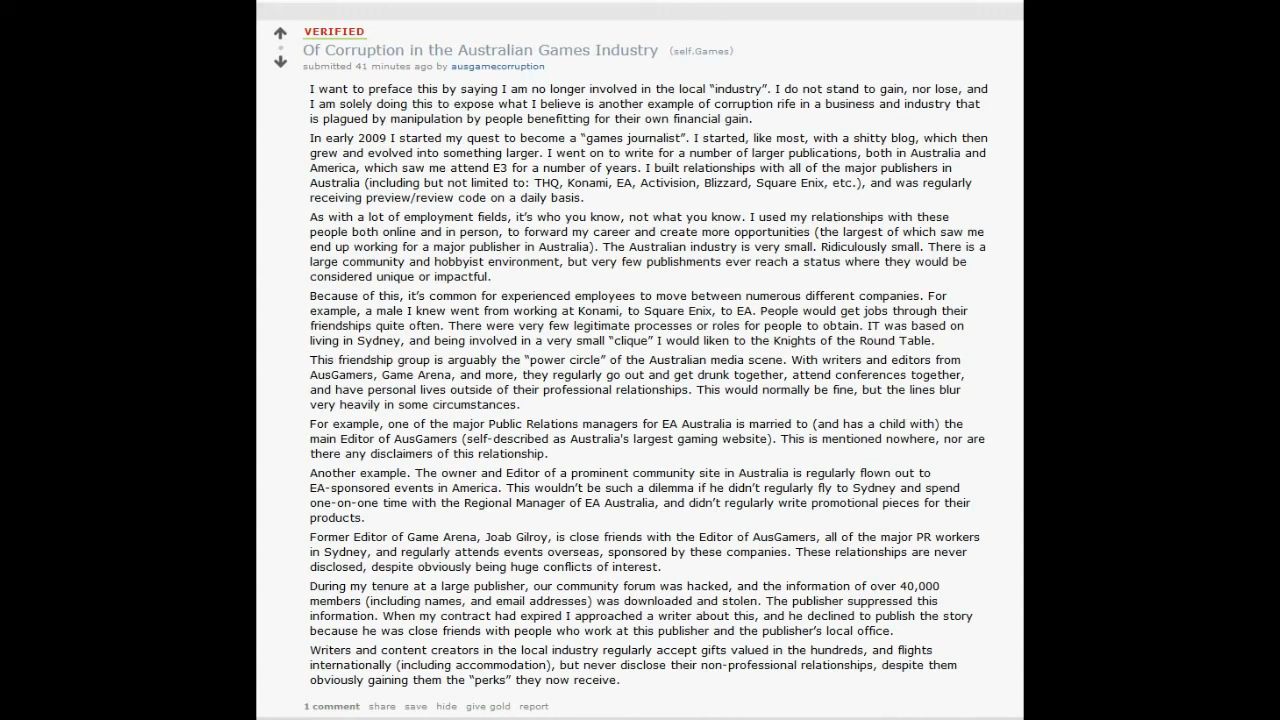 VERIFIED
Of Corruption in the Australian Games Industry (self.Games)
submitted 41 minutes ago by ausgamecorruption
I want to preface this by saying I am no longer involved in the local “industry”. I do not stand to gain, nor lose, and
I am solely doing this to expose what I believe is another example of corruption rife in a business and industry that
is plagued by manipulation by people benefitting for their own financial gain.
In early 2009 I started my quest to become a “games journalist”. I started, like most, with a shitty blog, which then
grew and evolved into something larger. I went on to write for a number of larger publications, both in Australia and
America, which saw me attend E3 for a number of years. I built relationships with all of the major publishers in
Australia (including but not limited to: THQ, Konami, EA, Activision, Blizzard, Square Enix, etc.), and was regularly
receiving preview/review code on a daily basis.
As with a lot of employment fields, it’s who you know, not what you know. I used my relationships with these
people both online and in person, to forward my career and create more opportunities (the largest of which saw me
end up working for a major publisher in Australia). The Australian industry is very small. Ridiculously small. There is a
large community and hobbyist environment, but very few publishments ever reach a status where they would be
considered unique or impactful.
Because of this, it’s common for experienced employees to move between numerous different companies. For
example, a male I knew went from working at Konami, to Square Enix, to EA. People would get jobs through their
friendships quite often. There were very few legitimate processes or roles for people to obtain. IT was based on
living in Sydney, and being involved in a very small “clique” I would liken to the Knights of the Round Table.
This friendship group is arguably the “power circle” of the Australian media scene. With writers and editors from
AusGamers, Game Arena, and more, they regularly go out and get drunk together, attend conferences together,
and have personal lives outside of their professional relationships. This would normally be fine, but the lines blur
very heavily in some circumstances.
For example, one of the major Public Relations managers for EA Australia is married to (and has a child with) the
main Editor of AusGamers (self-described as Australia's largest gaming website). This is mentioned nowhere, nor are
there any disclaimers of this relationship.
Another example. The owner and Editor of a prominent community site in Australia is regularly flown out to
EA-sponsored events in America. This wouldn’t be such a dilemma if he didn’t regularly fly to Sydney and spend
one-on-one time with the Regional Manager of EA Australia, and didn’t regularly write promotional pieces for their
products.
Former Editor of Game Arena, Joab Gilroy, is close friends with the Editor of AusGamers, all of the major PR workers
in Sydney, and regularly attends events overseas, sponsored by these companies. These relationships are never
disclosed, despite obviously being huge conflicts of interest.
During my tenure at a large publisher, our community forum was hacked, and the information of over 40,000
members (including names, and email addresses) was downloaded and stolen. The publisher suppressed this
information. When my contract had expired I approached a writer about this, and he declined to publish the story
because he was close friends with people who work at this publisher and the publisher’s local office.
Writers and content creators in the local industry regularly accept gifts valued in the hundreds, and flights
internationally (including accommodation), but never disclose their non-professional relationships, despite them
obviously gaining them the “perks” they now receive.
1 comment share save hide give gold report